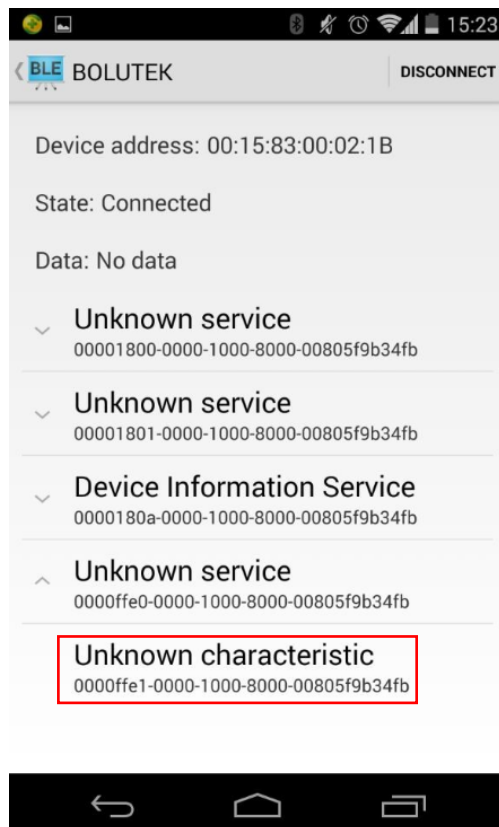 15:23
BLE BOLUTEK DISCONNECT
Device address: 00:15:83:00:02:1B
State: Connected
Data: No data
Unknown service
00001800-0000-1000-8000-00805f9b34fb
Unknown service
00001801-0000-1000-8000-00805f9b34fb
Device Information Service
0000180a-0000-1000-8000-00805f9b34fb
Unknown service
0000ffe0-0000-1000-8000-00805f9b34fb
Unknown characteristic
0000ffe1-0000-1000-8000-00805f9b34fb